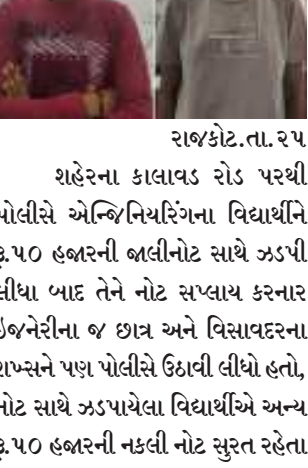 રાજકોટ.તા.૨૫
શહેરના કાલાવડ રોડ પરથી
પોલીસે એન્જિનિયરિંગના વિદ્યાર્થીને
રૂ.૫૦ હજારની જાલીનોટ સાથે ઝડપી
લીધા બાદ તેને નોટ સપ્લાય કરનાર
ઇજનેરીના જ છાત્ર અને વિસાવદરના
શખ્સને પણ પોલીસે ઉઠાવી લીધો હતો,
નોટ સાથે ઝડપાયેલા વિદ્યાર્થીએ અન્ય
રૂ.૫૦ હજારની નકલી નોટ સુરત રહેતા